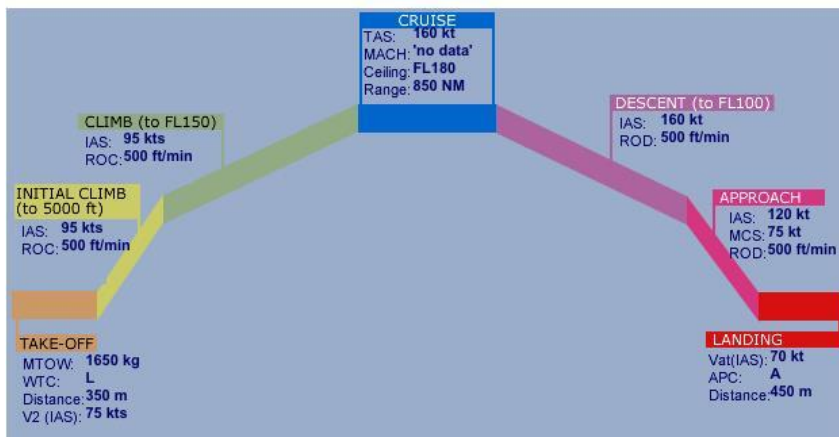 CRUISE
TAS: 160 kt
MACH: 'no data'
Ceiling: FL180
Range: 850 NM
CLIMB (to FL150)
IAS: 95 kts
ROC: 500 ft/min
DESCENT (to FL100)
IAS: 160 kt
ROD: 500 ft/min
INITIAL CLIMB
(to 5000 ft)
IAS: 95 kts
ROC: 500 ft/min
APPROACH
IAS: 120 kt
MCS: 75 kt
ROD: 500 ft/min
TAKE-OFF
MTOW: 1650 kg
WTC: L
Distance: 350 m
V2 (IAS): 75 kts
LANDING
Vat(IAS): 70 kt
APC: A
Distance: 450 m